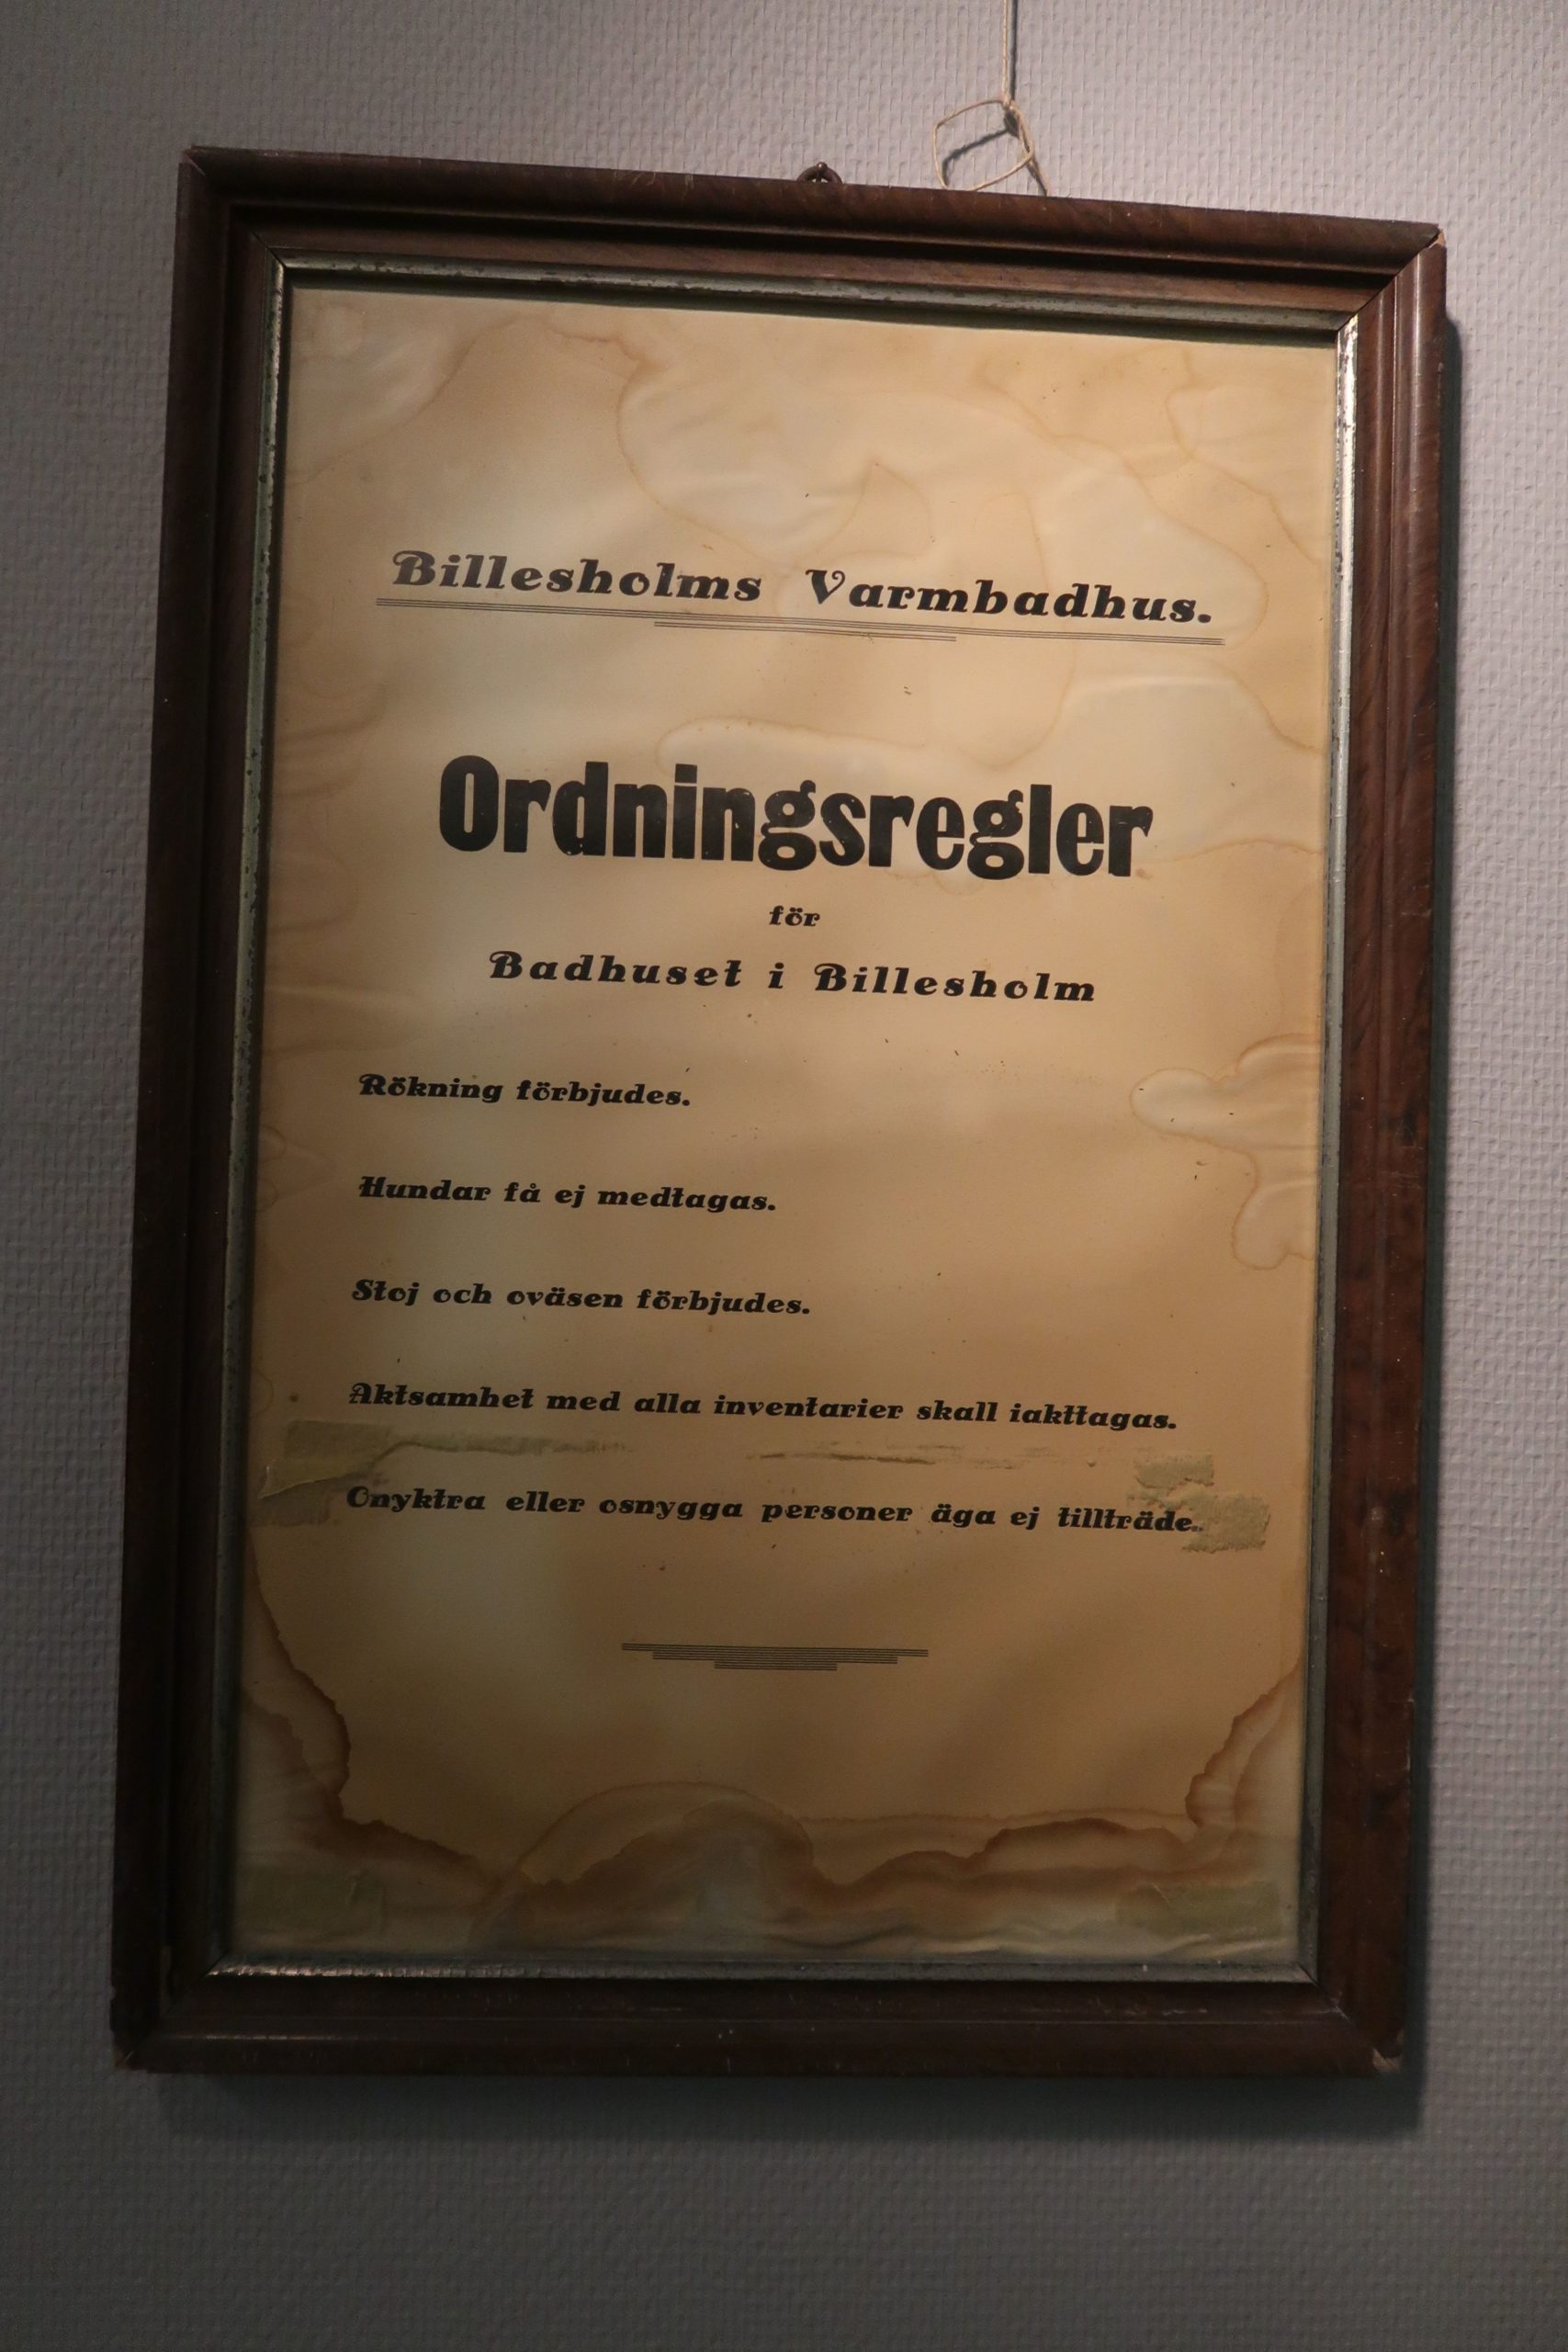 Billesholms Varmbadhus.
Ordningsregler
för
Badhuset i Billesholm
Rökning förbjudes.
Hundar få ej medtagas.
Stoj och oväsen förbjudes.
Aktsamhet med alla inventarier skall iakttagas.
Onyktra eller osnygga personer äga ej tillträde.